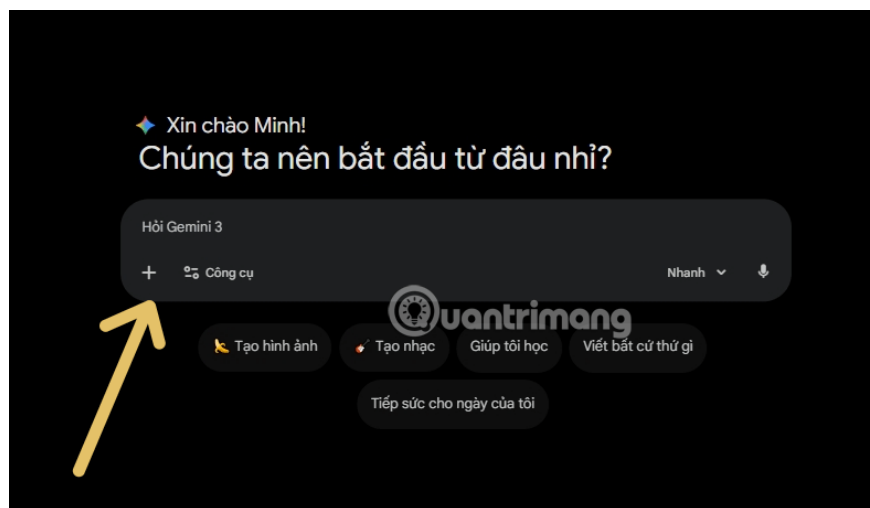 Xin chào Minh!
Chúng ta nên bắt đầu từ đâu nhỉ?
Hỏi Gemini 3
Công cụ
Nhanh
Quantrimang
Tạo hình ảnh
Tạo nhạc
Giúp tôi học
Viết bất cứ thứ gì
Tiếp sức cho ngày của tôi